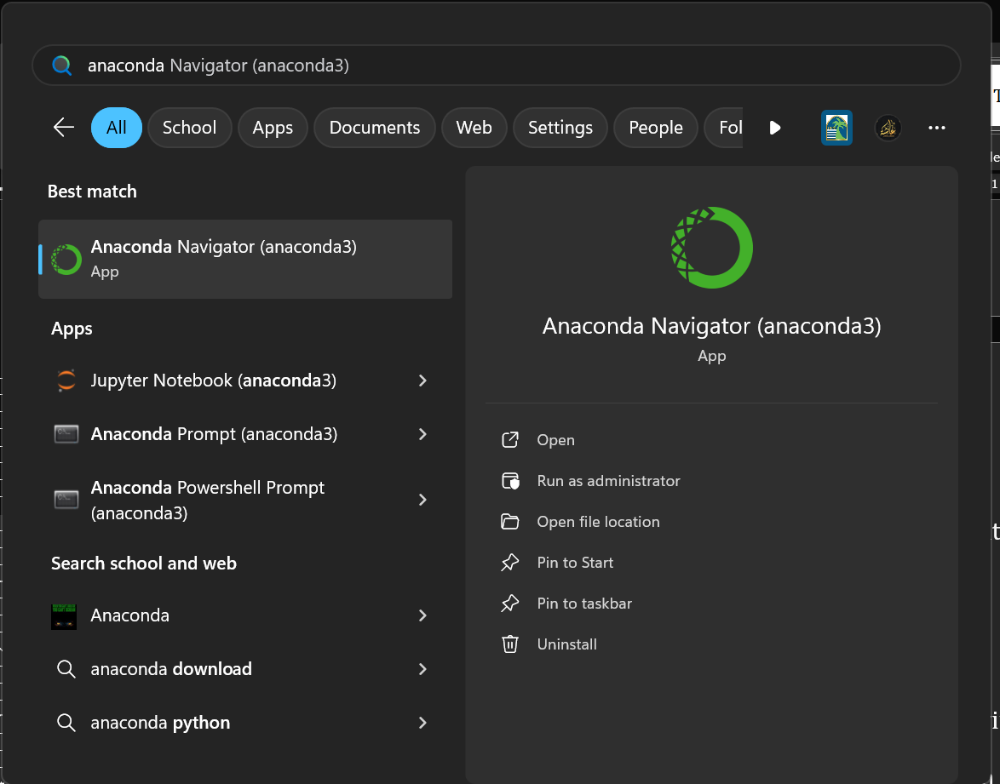 anaconda Navigator (anaconda3)
All
School
Apps
Documents
Web
Settings
People
Fol
Best match
Anaconda Navigator (anaconda3)
App
Apps
Jupyter Notebook (anaconda3)
Anaconda Prompt (anaconda3)
Anaconda Powershell Prompt
(anaconda3)
Search school and web
Anaconda
anaconda download
anaconda python
Anaconda Navigator (anaconda3)
App
Open
Run as administrator
Open file location
Pin to Start
Pin to taskbar
Uninstall